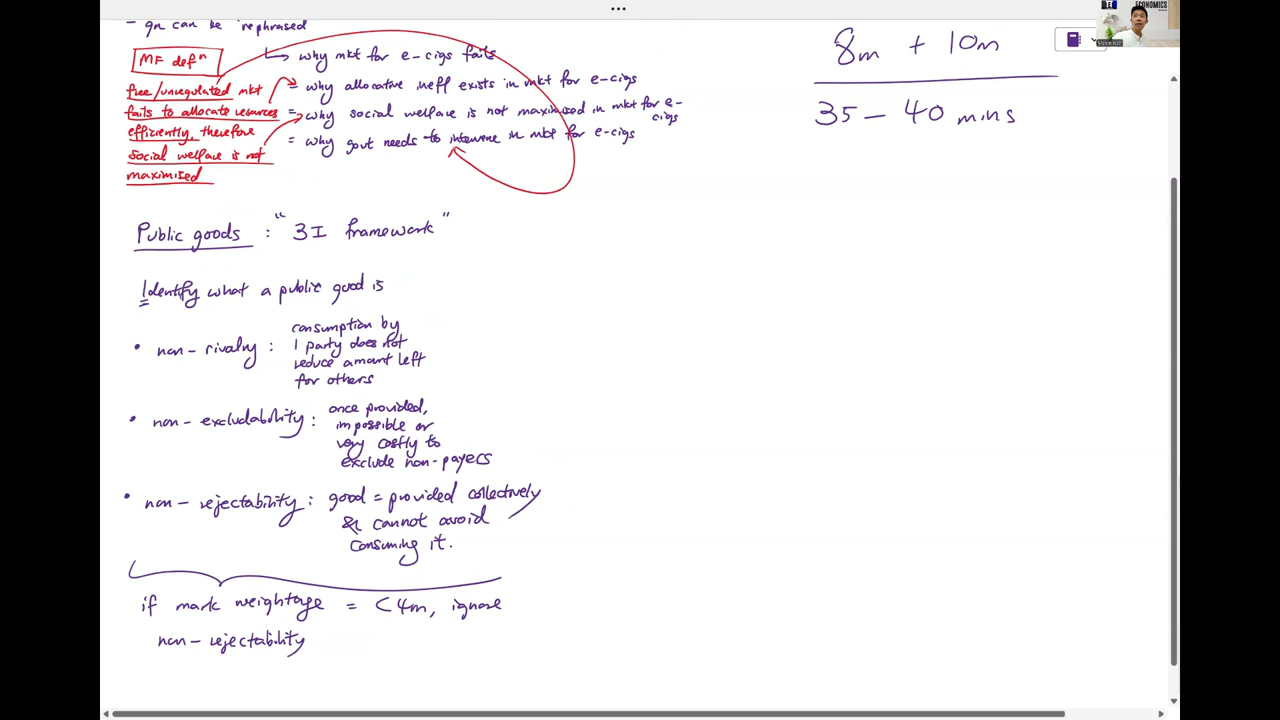 - qn can be rephrased
↳ why mkt for e-cigs fails
MF defⁿ
free/unregulated mkt
fails to allocate resources
efficiently, therefore
social welfare is not
maximised
= why allocative ineff exists in mkt for e-cigs
= why social welfare is not maximised in mkt for e-
cigs
= why govt needs to intervene in mkt for e-cigs
8m + 10m
35 - 40 mins
ECONOMICS
Public goods : "3I framework"
Identify what a public good is
• non-rivalry : consumption by
1 party does not
reduce amount left
for others
• non-excludability : once provided,
impossible or
very costly to
exclude non-payers
• non-rejectability : good = provided collectively
& cannot avoid
consuming it.
if mark weightage = <4m, ignore
non-rejectability